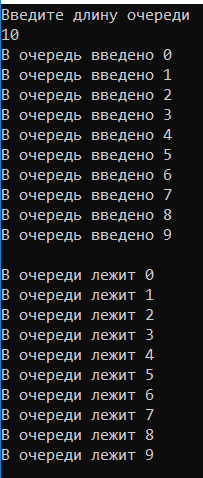 Введите длину очереди
10
В очередь введено 0
В очередь введено 1
В очередь введено 2
В очередь введено 3
В очередь введено 4
В очередь введено 5
В очередь введено 6
В очередь введено 7
В очередь введено 8
В очередь введено 9

В очереди лежит 0
В очереди лежит 1
В очереди лежит 2
В очереди лежит 3
В очереди лежит 4
В очереди лежит 5
В очереди лежит 6
В очереди лежит 7
В очереди лежит 8
В очереди лежит 9